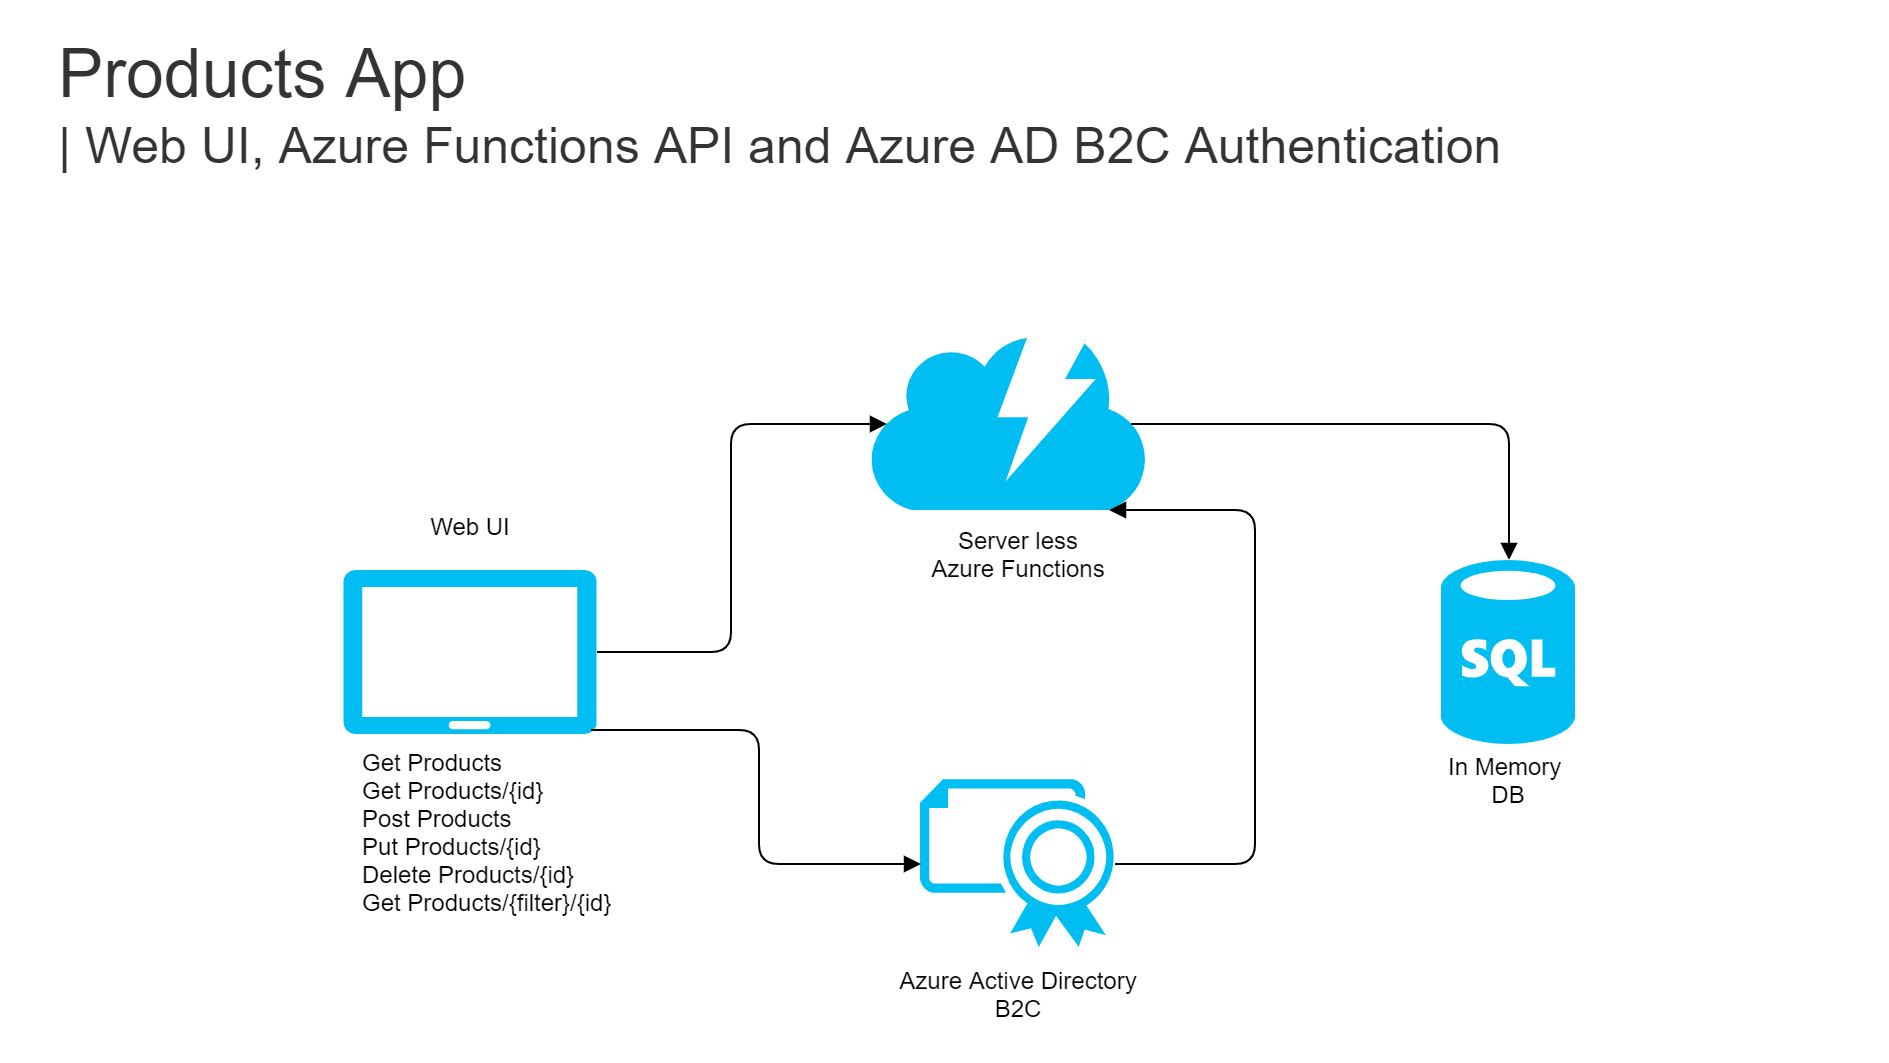 Products App
| Web UI, Azure Functions API and Azure AD B2C Authentication
Web UI
Get Products
Get Products/{id}
Post Products
Put Products/{id}
Delete Products/{id}
Get Products/{filter}/{id}
Server less
Azure Functions
Azure Active Directory
B2C
SQL
In Memory
DB